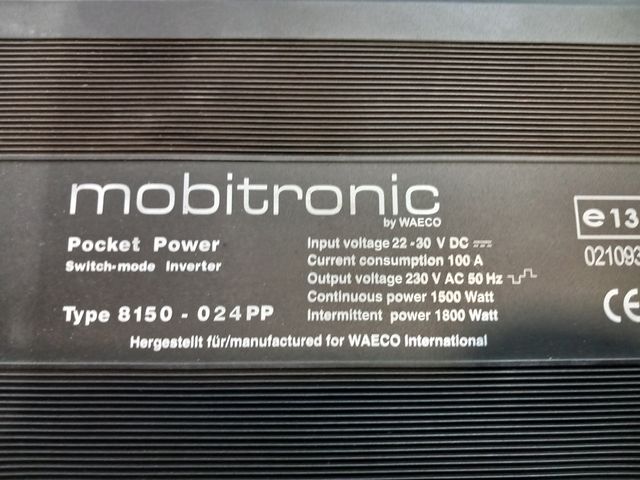 mobitronic
by WAECO
Pocket Power
Switch-mode Inverter
Type 8150 - 024PP
Input voltage 22 -30 V DC
Current consumption 100 A
Output voltage 230 V AC 50 Hz
Continuous power 1500 Watt
Intermittent power 1800 Watt
Hergestellt für/manufactured for WAECO International
e13
021093
CE